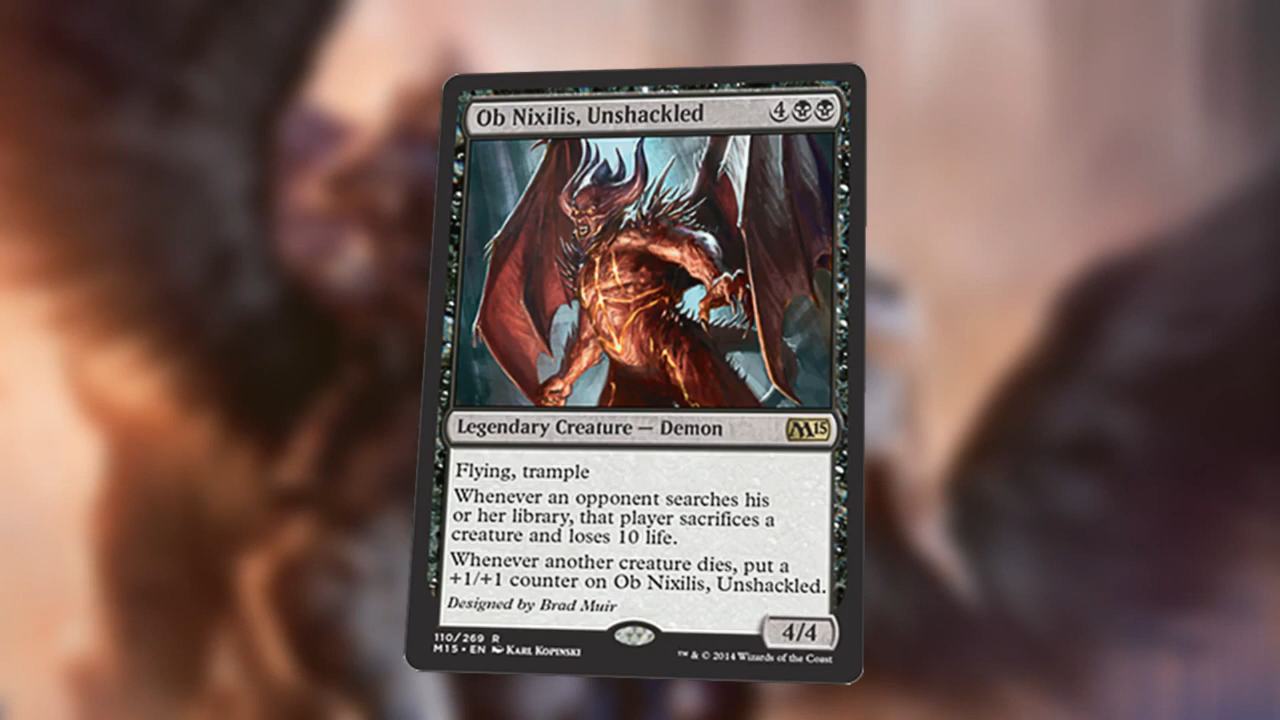 Ob Nixilis, Unshackled 4
Legendary Creature — Demon M15
Flying, trample
Whenever an opponent searches his
or her library, that player sacrifices a
creature and loses 10 life.
Whenever another creature dies, put a
+1/+1 counter on Ob Nixilis, Unshackled.
Designed by Brad Muir
4/4
110/269 R
M15 • EN Karl Kopinski
™ & © 2014 Wizards of the Coast